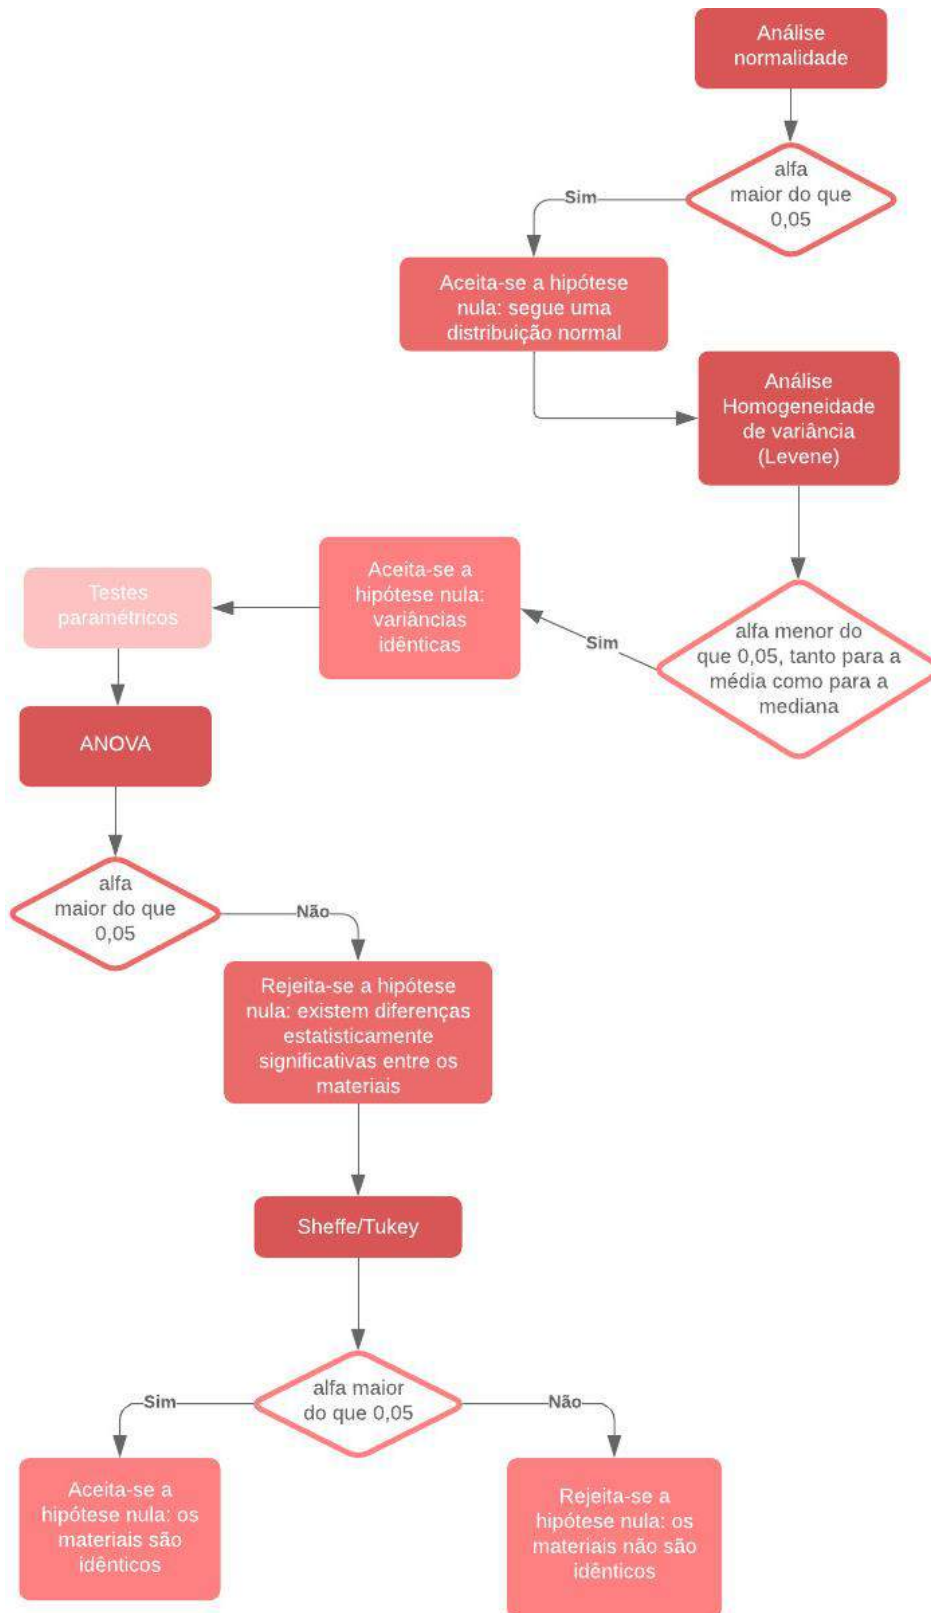 Análise
normalidade
alfa
maior do que
0,05
Sim
Aceita-se a hipótese
nula: segue uma
distribuição normal
Análise
Homogeneidade
de variância
(Levene)
alfa menor do
que 0,05, tanto para a
média como para a
mediana
Sim
Aceita-se a
hipótese nula:
variâncias
idênticas
Testes
paramétricos
ANOVA
alfa
maior do que
0,05
Não
Rejeita-se a hipótese
nula: existem diferenças
estatisticamente
significativas entre os
materiais
Sheffe/Tukey
alfa maior
do que 0,05
Sim
Não
Aceita-se a
hipótese nula: os
materiais são
idênticos
Rejeita-se a
hipótese nula: os
materiais não são
idênticos